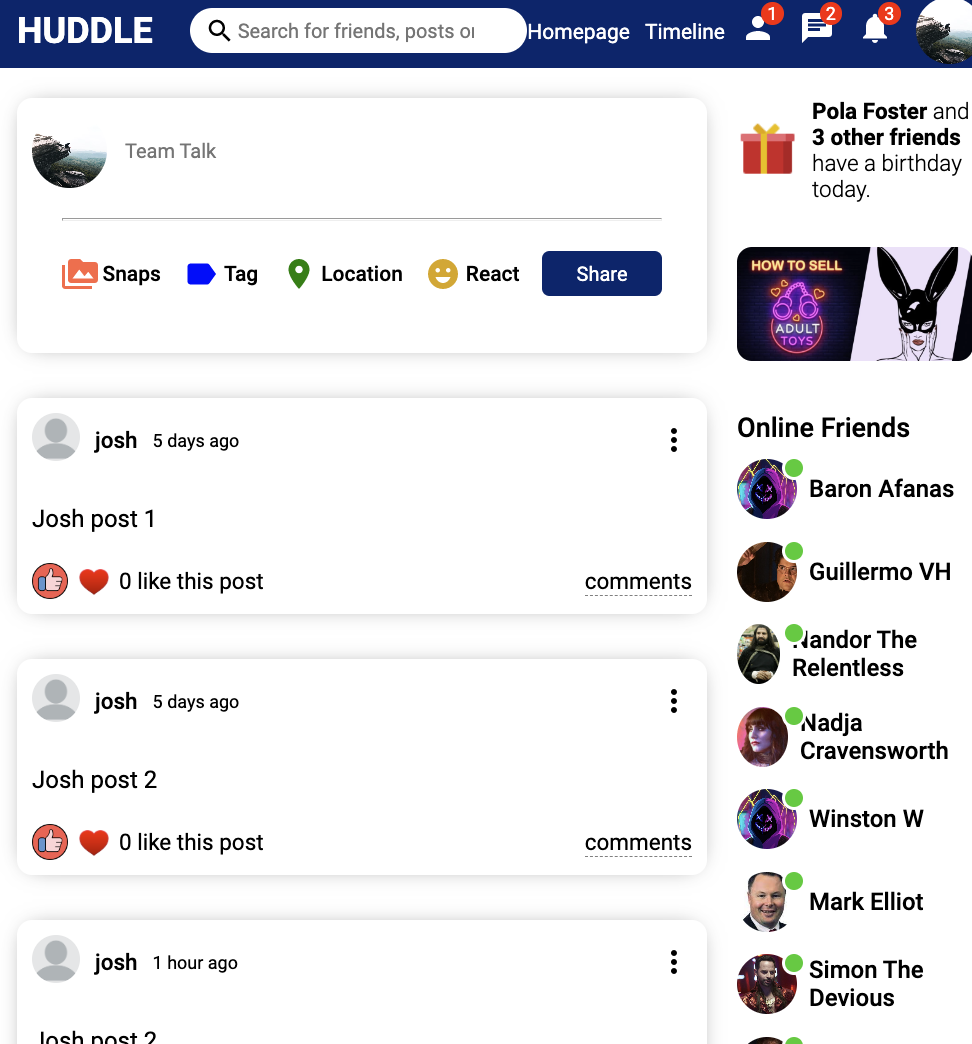 HUDDLE
Search for friends, posts or
Homepage
Timeline
1
2
3
Team Talk
Snaps
Tag
Location
React
Share
josh 5 days ago
Josh post 1
0 like this post
comments
josh 5 days ago
Josh post 2
0 like this post
comments
josh 1 hour ago
Josh post 2
Pola Foster and
3 other friends
have a birthday
today.
HOW TO SELL
ADULT
TOYS
Online Friends
Baron Afanas
Guillermo VH
Nandor The
Relentless
Nadja
Cravensworth
Winston W
Mark Elliot
Simon The
Devious